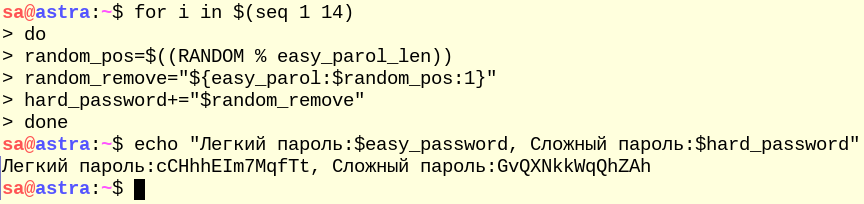 sa@astra:~$ for i in $(seq 1 14)
> do
> random_pos=$((RANDOM % easy_parol_len))
> random_remove="${easy_parol:$random_pos:1}"
> hard_password+="$random_remove"
> done
sa@astra:~$ echo "Легкий пароль:$easy_password, Сложный пароль:$hard_password"
Легкий пароль:cCHhhEIm7MqfTt, Сложный пароль:GvQXNkkWqQhZAh
sa@astra:~$